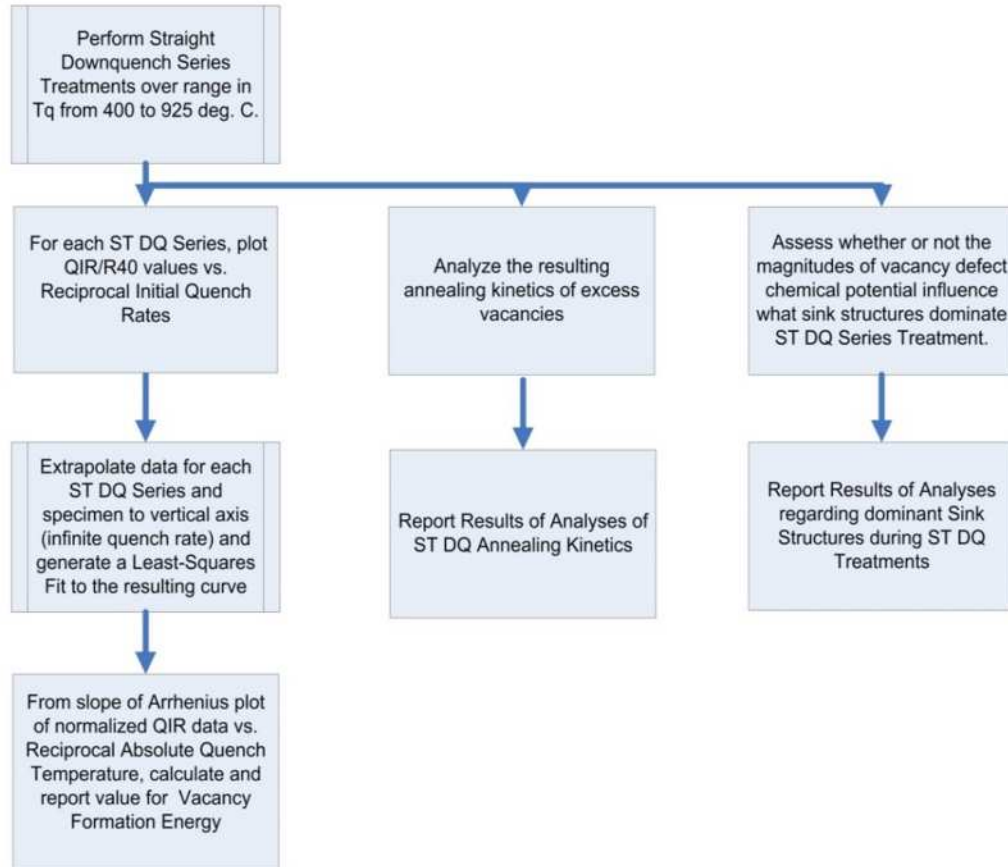 Perform Straight
Downquench Series
Treatments over range in
Tq from 400 to 925 deg. C.
For each ST DQ Series, plot
QIR/R40 values vs.
Reciprocal Initial Quench
Rates
Analyze the resulting
annealing kinetics of excess
vacancies
Assess whether or not the
magnitudes of vacancy defect
chemical potential influence
what sink structures dominate
ST DQ Series Treatment.
Extrapolate data for each
ST DQ Series and
specimen to vertical axis
(infinite quench rate) and
generate a Least-Squares
Fit to the resulting curve
Report Results of Analyses of
ST DQ Annealing Kinetics
Report Results of Analyses
regarding dominant Sink
Structures during ST DQ
Treatments
From slope of Arrhenius plot
of normalized QIR data vs.
Reciprocal Absolute Quench
Temperature, calculate and
report value for Vacancy
Formation Energy